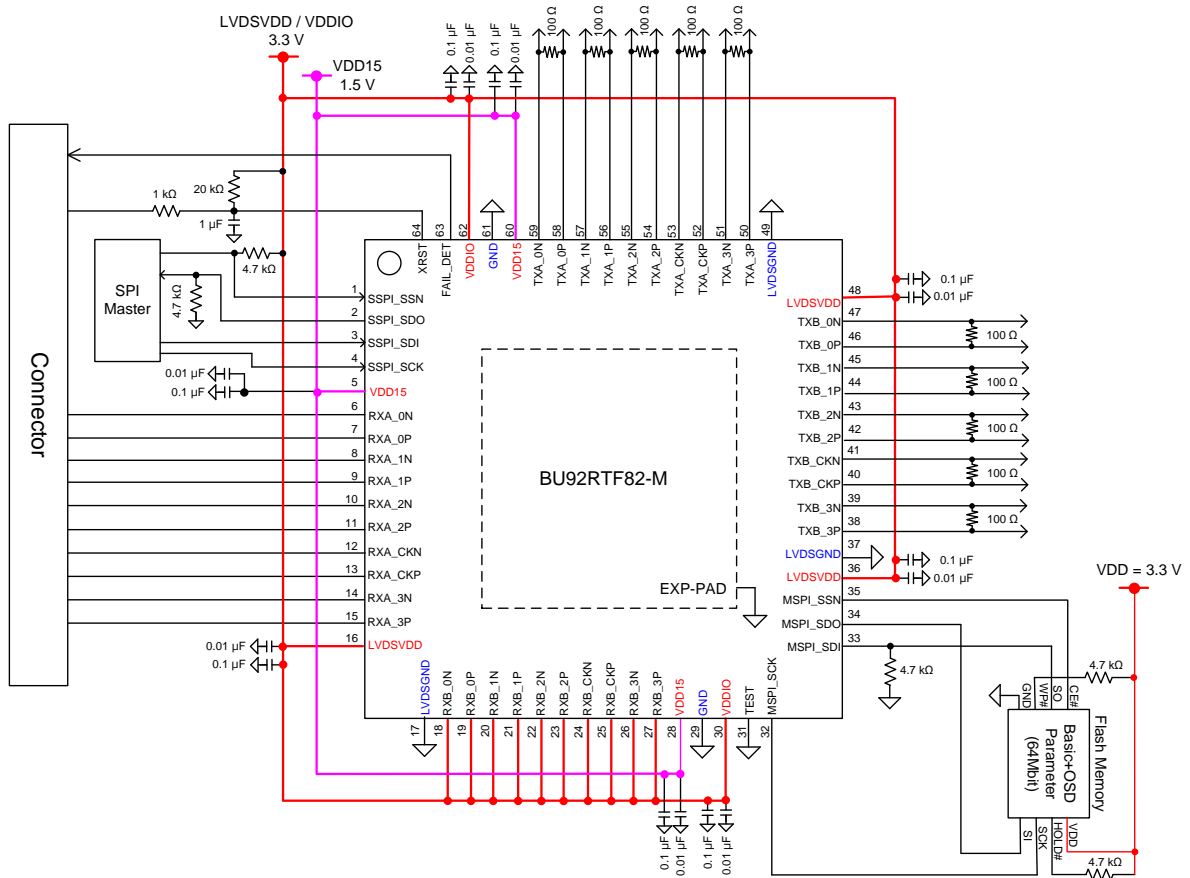 LVDSVDD / VDDIO
3.3 V
VDD15
1.5 V
0.1 µF
0.01 µF
0.1 µF
0.01 µF
100 Ω
100 Ω
100 Ω
100 Ω
100 Ω
1 kΩ
20 kΩ
1 µF
4.7 kΩ
4.7 kΩ
SPI
Master
Connector
0.01 µF
0.1 µF
0.01 µF
0.1 µF
64
63
62
61
60
59
58
57
56
55
54
53
52
51
50
49
XRST
FAIL_DET
VDDIO
GND
VDD15
TXA_0N
TXA_0P
TXA_1N
TXA_1P
TXA_2N
TXA_2P
TXA_CKN
TXA_CKP
TXA_3N
TXA_3P
LVDSGND
1 SSPI_SSN
2 SSPI_SDO
3 SSPI_SDI
4 SSPI_SCK
5 VDD15
6 RXA_0N
7 RXA_0P
8 RXA_1N
9 RXA_1P
10 RXA_2N
11 RXA_2P
12 RXA_CKN
13 RXA_CKP
14 RXA_3N
15 RXA_3P
16 LVDSVDD
BU92RTF82-M
EXP-PAD
LVDSVDD 48
TXB_0N 47
TXB_0P 46
TXB_1N 45
TXB_1P 44
TXB_2N 43
TXB_2P 42
TXB_CKN 41
TXB_CKP 40
TXB_3N 39
TXB_3P 38
LVDSGND 37
LVDSVDD 36
MSPI_SSN 35
MSPI_SDO 34
MSPI_SDI 33
0.1 µF
0.01 µF
100 Ω
100 Ω
100 Ω
100 Ω
100 Ω
0.1 µF
0.01 µF
LVDSGND
RXB_0N
RXB_0P
RXB_1N
RXB_1P
RXB_2N
RXB_2P
RXB_CKN
RXB_CKP
RXB_3N
RXB_3P
VDD15
GND
VDDIO
TEST
MSPI_SCK
17
18
19
20
21
22
23
24
25
26
27
28
29
30
31
32
0.1 µF
0.01 µF
0.1 µF
0.01 µF
4.7 kΩ
VDD = 3.3 V
4.7 kΩ
GND
WP#
SO
CE#
Flash Memory
Basic+OSD
Parameter
(64Mbit)
SI
SCK
HOLD#
VDD
4.7 kΩ